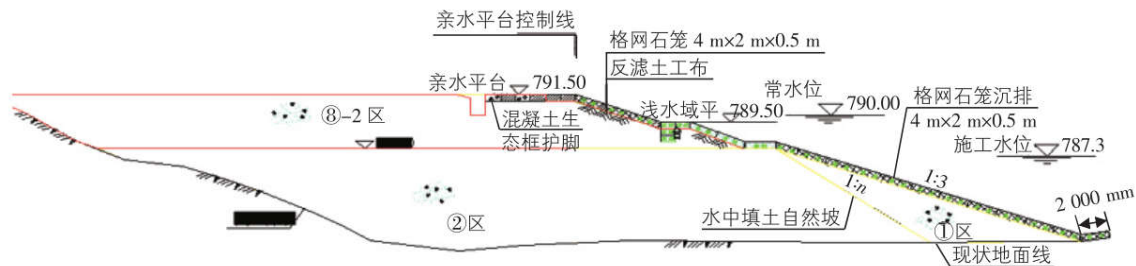 亲水平台控制线
格网石笼 4 m×2 m×0.5 m
反滤土工布
亲水平台
791.50
浅水域平
789.50
常水位
790.00
格网石笼沉排
4 m×2 m×0.5 m
施工水位
787.3
⑧-2 区
混凝土生
态框护脚
1:n
1:3
2 000 mm
②区
水中填土自然坡
①区
现状地面线